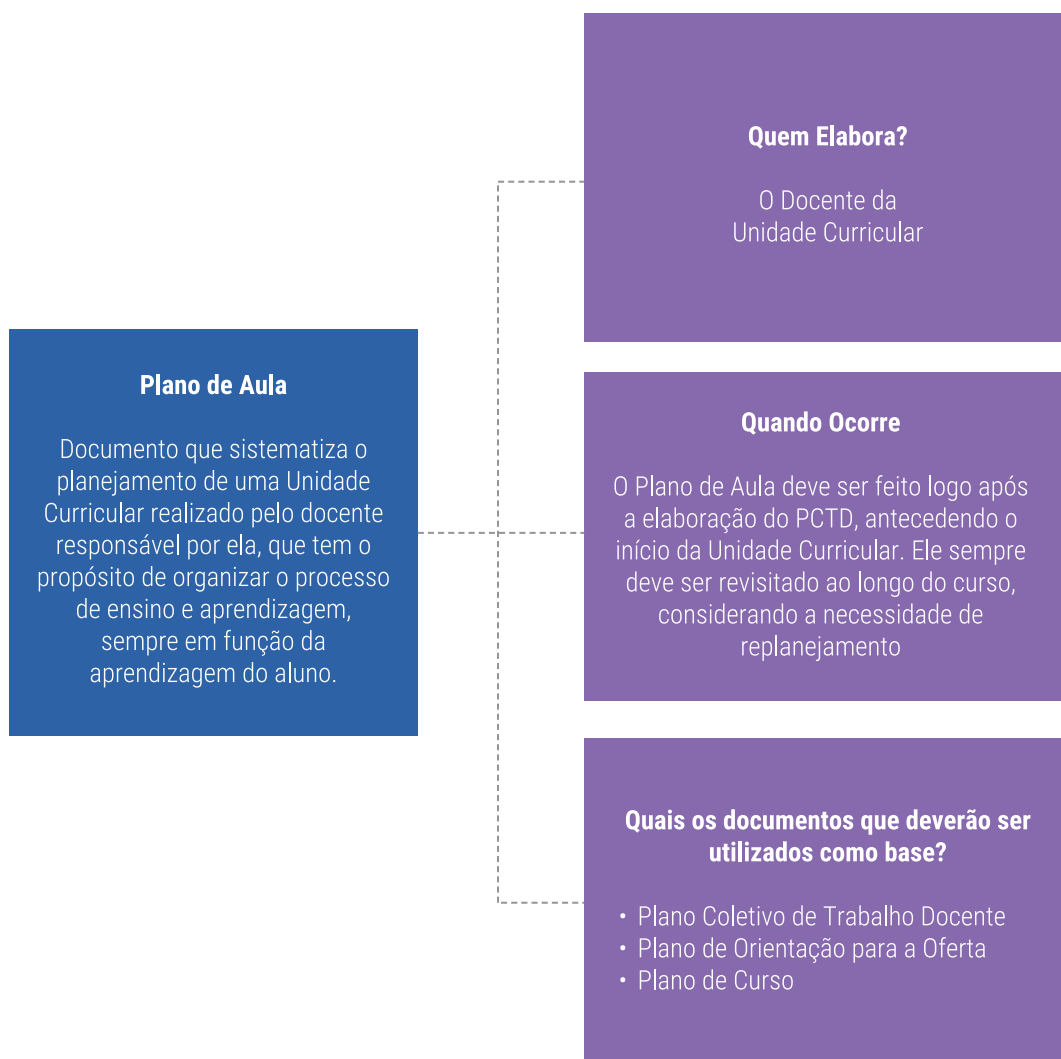 Plano de Aula
Documento que sistematiza o
planejamento de uma Unidade
Curricular realizado pelo docente
responsável por ela, que tem o
propósito de organizar o processo
de ensino e aprendizagem,
sempre em função da
aprendizagem do aluno.
Quem Elabora?
O Docente da
Unidade Curricular
Quando Ocorre
O Plano de Aula deve ser feito logo após
a elaboração do PCTD, antecedendo o
início da Unidade Curricular. Ele sempre
deve ser revisitado ao longo do curso,
considerando a necessidade de
replanejamento
Quais os documentos que deverão ser
utilizados como base?
• Plano Coletivo de Trabalho Docente
• Plano de Orientação para a Oferta
• Plano de Curso